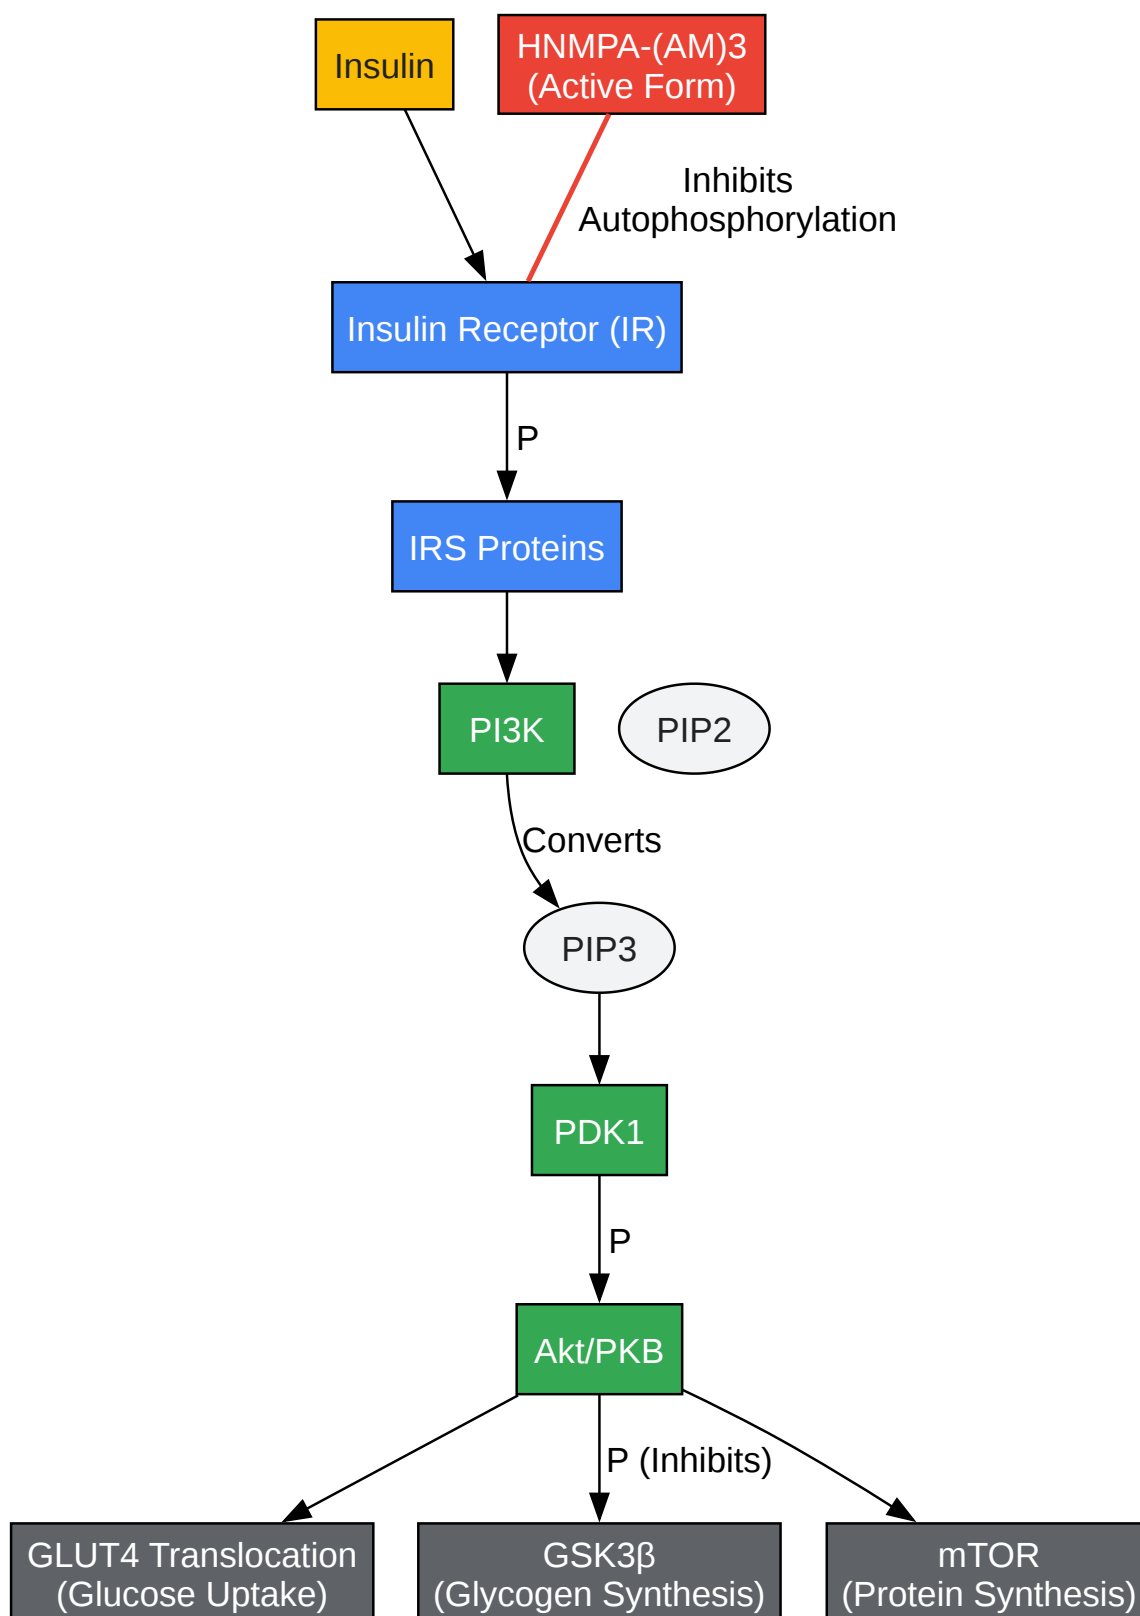 Insulin
HNMPA-(AM)3
(Active Form)
Inhibits
Autophosphorylation
Insulin Receptor (IR)
P
IRS Proteins
PI3K
PIP2
Converts
PIP3
PDK1
P
Akt/PKB
P (Inhibits)
GLUT4 Translocation
(Glucose Uptake)
GSK3β
(Glycogen Synthesis)
mTOR
(Protein Synthesis)